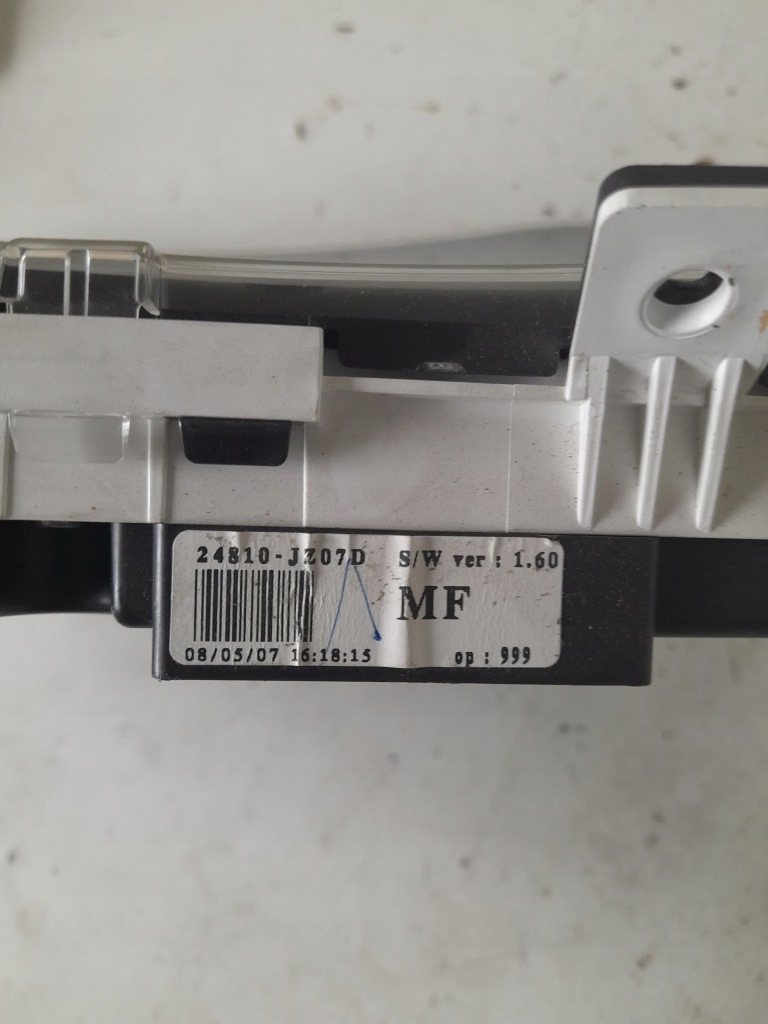 24810-JZ07D S/W ver : 1.60
MF
08/05/07 16:18:15 op : 999